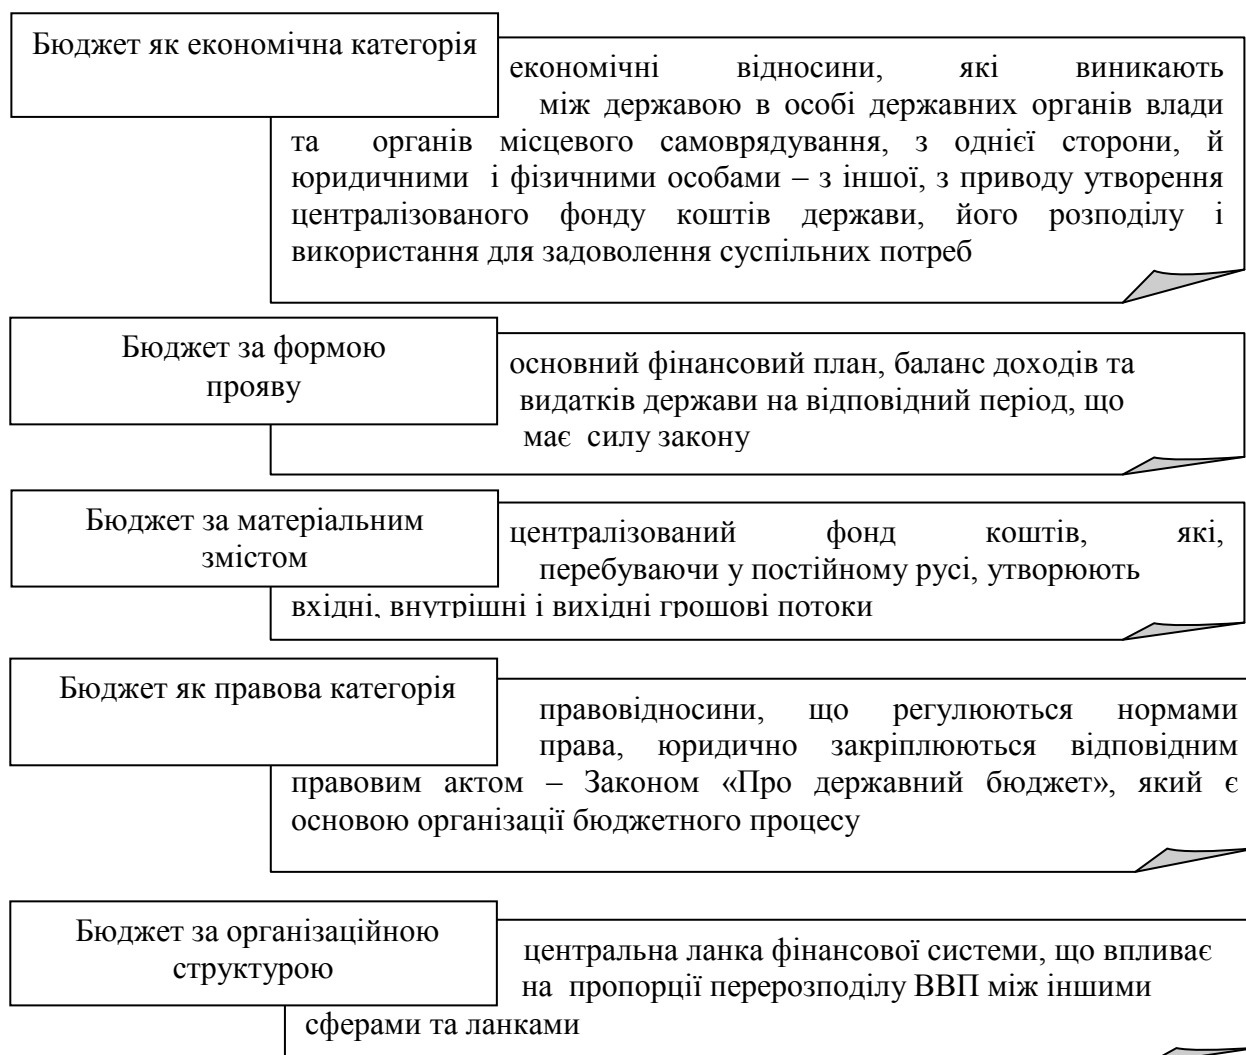 Бюджет як економічна категорія
економічні відносини, які виникають
між державою в особі державних органів влади
та органів місцевого самоврядування, з однієї сторони, й
юридичними і фізичними особами – з іншої, з приводу утворення
централізованого фонду коштів держави, його розподілу і
використання для задоволення суспільних потреб
Бюджет за формою
прояву
основний фінансовий план, баланс доходів та
видатків держави на відповідний період, що
має силу закону
Бюджет за матеріальним
змістом
централізований фонд коштів, які,
перебуваючи у постійному русі, утворюють
вхідні, внутрішні і вихідні грошові потоки
Бюджет як правова категорія
правовідносини, що регулюються нормами
права, юридично закріплюються відповідним
правовим актом – Законом «Про державний бюджет», який є
основою організації бюджетного процесу
Бюджет за організаційною
структурою
центральна ланка фінансової системи, що впливає
на пропорції перерозподілу ВВП між іншими
сферами та ланками